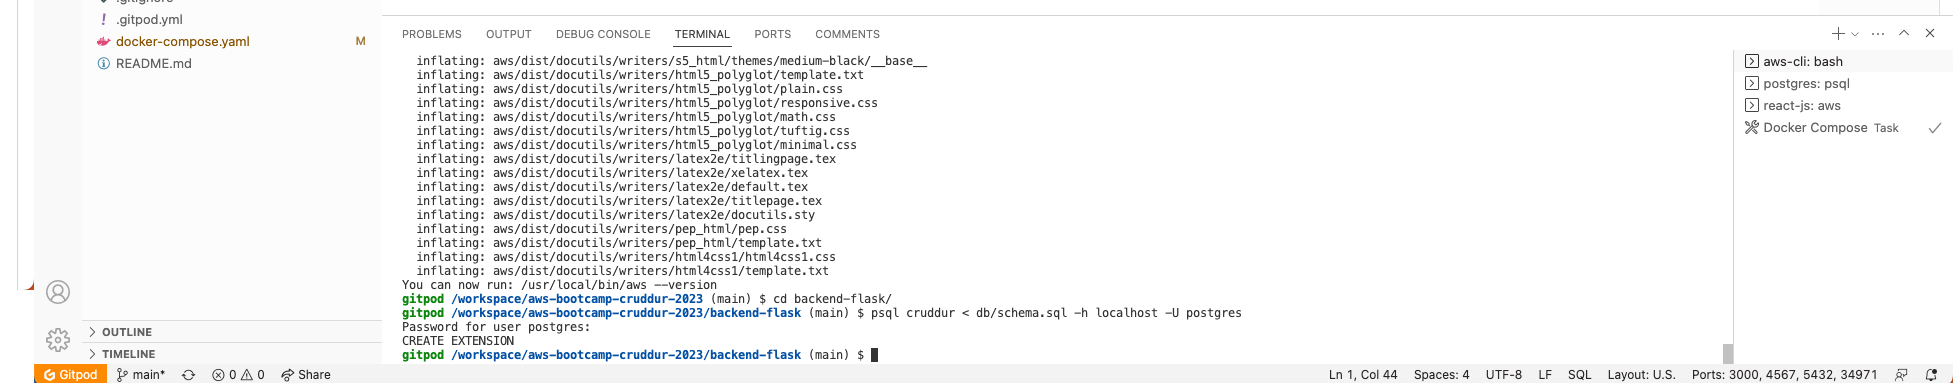 .gitignore
.gitpod.yml
docker-compose.yaml M
README.md
OUTLINE
TIMELINE
PROBLEMS OUTPUT DEBUG CONSOLE TERMINAL PORTS COMMENTS
inflating: aws/dist/docutils/writers/s5_html/themes/medium-black/__base__
inflating: aws/dist/docutils/writers/html5_polyglot/template.txt
inflating: aws/dist/docutils/writers/html5_polyglot/plain.css
inflating: aws/dist/docutils/writers/html5_polyglot/responsive.css
inflating: aws/dist/docutils/writers/html5_polyglot/math.css
inflating: aws/dist/docutils/writers/html5_polyglot/tuftig.css
inflating: aws/dist/docutils/writers/html5_polyglot/minimal.css
inflating: aws/dist/docutils/writers/latex2e/titlingpage.tex
inflating: aws/dist/docutils/writers/latex2e/xelatex.tex
inflating: aws/dist/docutils/writers/latex2e/default.tex
inflating: aws/dist/docutils/writers/latex2e/titlepage.tex
inflating: aws/dist/docutils/writers/latex2e/docutils.sty
inflating: aws/dist/docutils/writers/pep_html/pep.css
inflating: aws/dist/docutils/writers/pep_html/template.txt
inflating: aws/dist/docutils/writers/html4css1/html4css1.css
inflating: aws/dist/docutils/writers/html4css1/template.txt
You can now run: /usr/local/bin/aws --version
gitpod /workspace/aws-bootcamp-cruddur-2023 (main) $ cd backend-flask/
gitpod /workspace/aws-bootcamp-cruddur-2023/backend-flask (main) $ psql cruddur < db/schema.sql -h localhost -U postgres
Password for user postgres:
CREATE EXTENSION
gitpod /workspace/aws-bootcamp-cruddur-2023/backend-flask (main) $
aws-cli: bash
postgres: psql
react-js: aws
Docker Compose Task
Gitpod main* 0 0 Share Ln 1, Col 44 Spaces: 4 UTF-8 LF SQL Layout: U.S. Ports: 3000, 4567, 5432, 34971